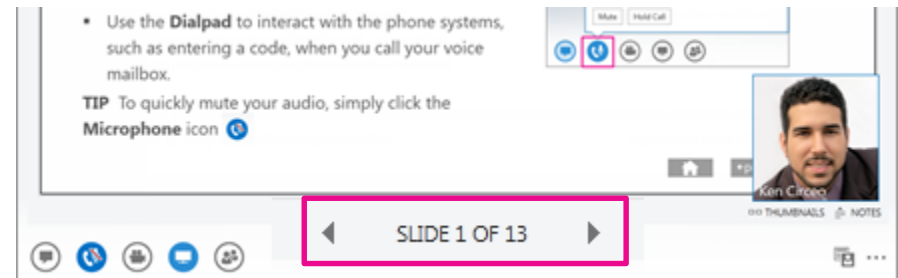 Mute Hold Call
▪ Use the Dialpad to interact with the phone systems,
such as entering a code, when you call your voice
mailbox.
TIP To quickly mute your audio, simply click the
Microphone icon
Ken Circeo
THUMBNAILS NOTES
SLIDE 1 OF 13